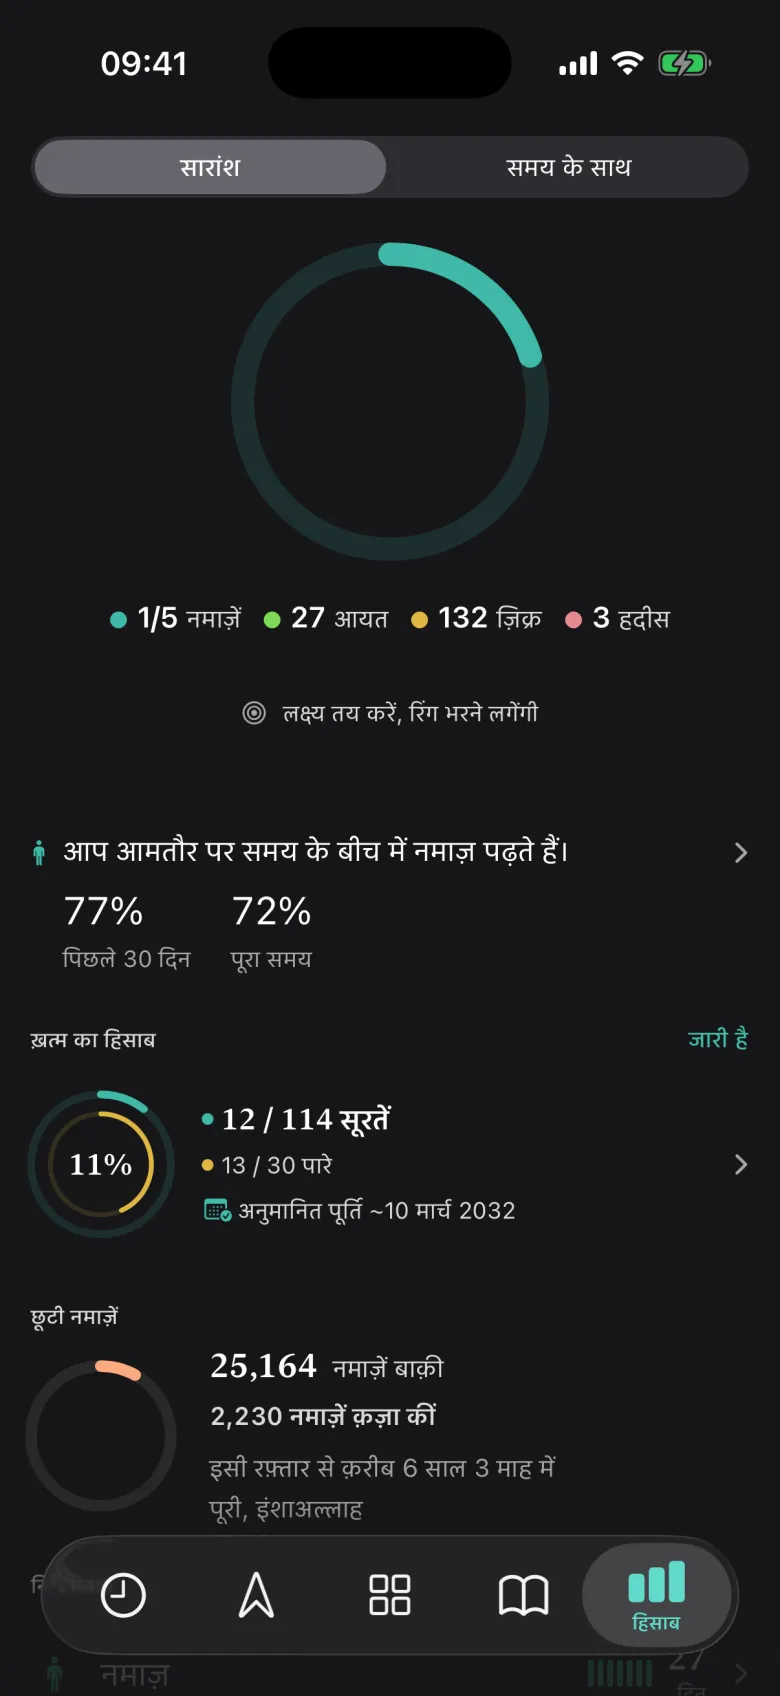 09:41
सारांश
समय के साथ
1/5 नमाज़ें 27 आयत 132 ज़िक्र 3 हदीस
लक्ष्य तय करें, रिंग भरने लगेंगी
आप आमतौर पर समय के बीच में नमाज़ पढ़ते हैं।
77% 72%
पिछले 30 दिन पूरा समय
ख़त्म का हिसाब
जारी है
11%
12 / 114 सूरतें
13 / 30 पारे
अनुमानित पूर्ति ~10 मार्च 2032
छूटी नमाज़ें
25,164 नमाज़ें बाक़ी
2,230 नमाज़ें क़ज़ा कीं
इसी रफ़्तार से क़रीब 6 साल 3 माह में
पूरी, इंशाअल्लाह
हिसाब
नमाज़
27
दिन